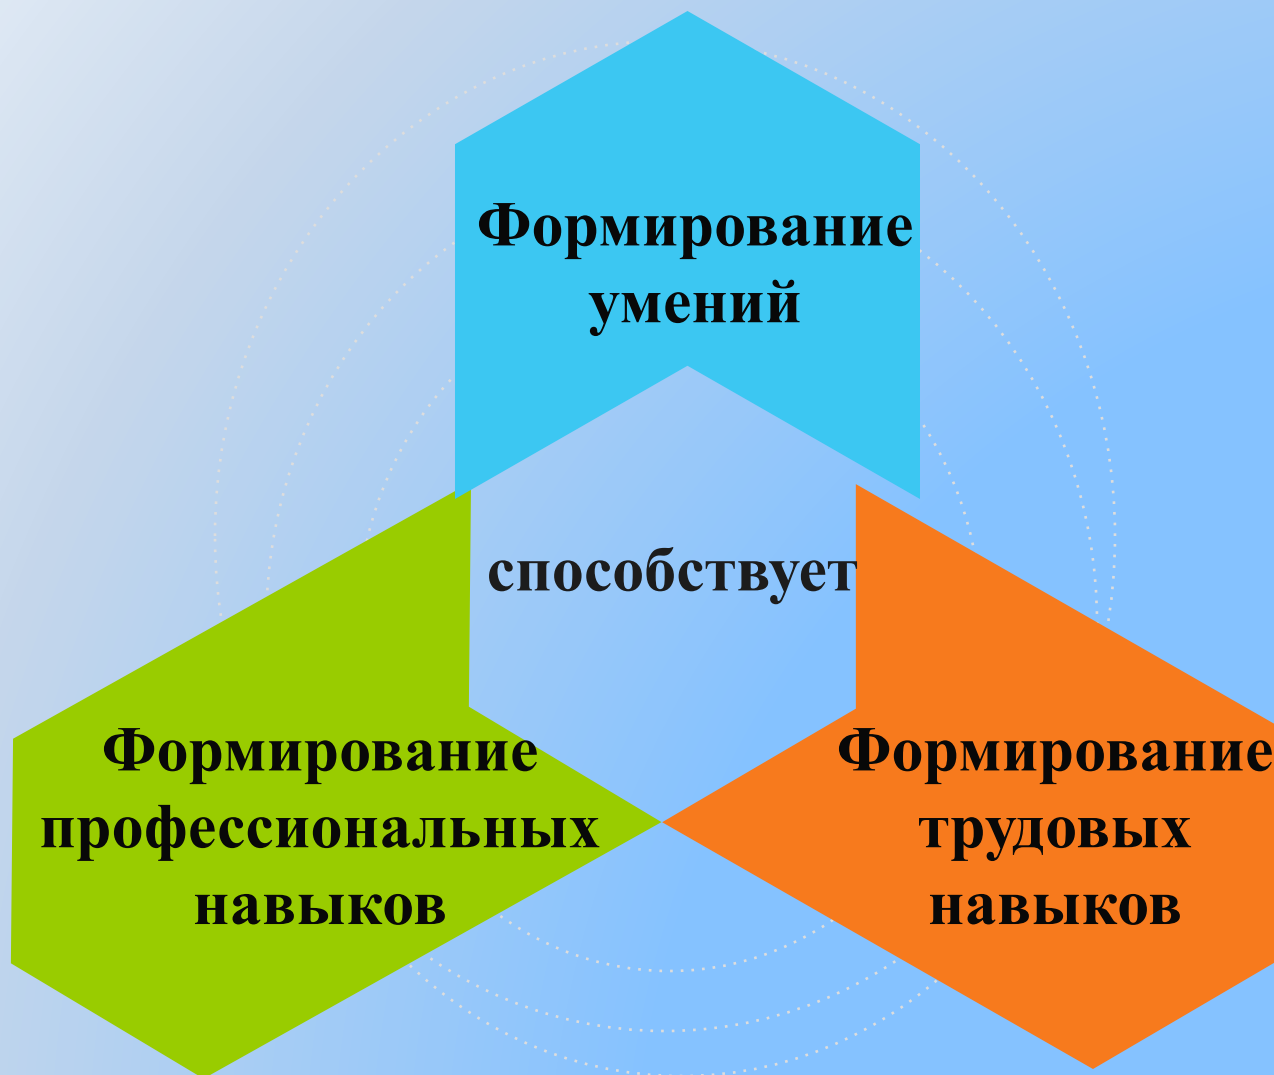 Формирование
умений
способствует
Формирование
профессиональных
навыков
Формирование
трудовых
навыков